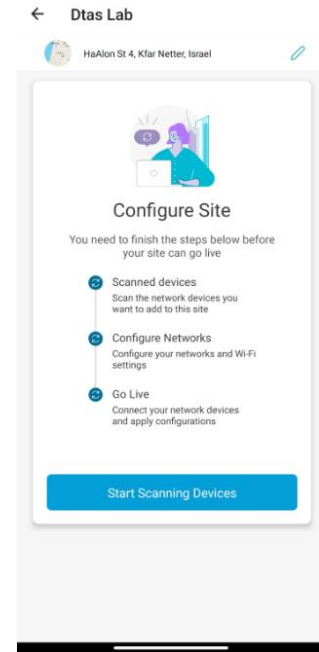 Dtas Lab
HaAlon St 4, Kfar Netter, Israel
Configure Site
You need to finish the steps below before
your site can go live
Scanned devices
Scan the network devices you
want to add to this site
Configure Networks
Configure your networks and Wi-Fi
settings
Go Live
Connect your network devices
and apply configurations
Start Scanning Devices